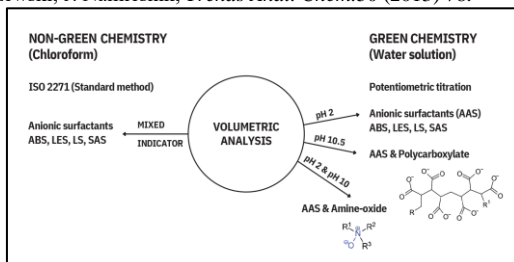 NON-GREEN CHEMISTRY
(Chloroform)
ISO 2271 (Standard method)
Anionic surfactants
ABS, LES, LS, SAS
MIXED
INDICATOR
VOLUMETRIC
ANALYSIS
GREEN CHEMISTRY
(Water solution)
Potentiometric titration
pH 2
Anionic surfactants (AAS)
ABS, LES, LS, SAS
pH 10.5
AAS & Polycarboxylate
pH 2 & pH 10
AAS & Amine-oxide